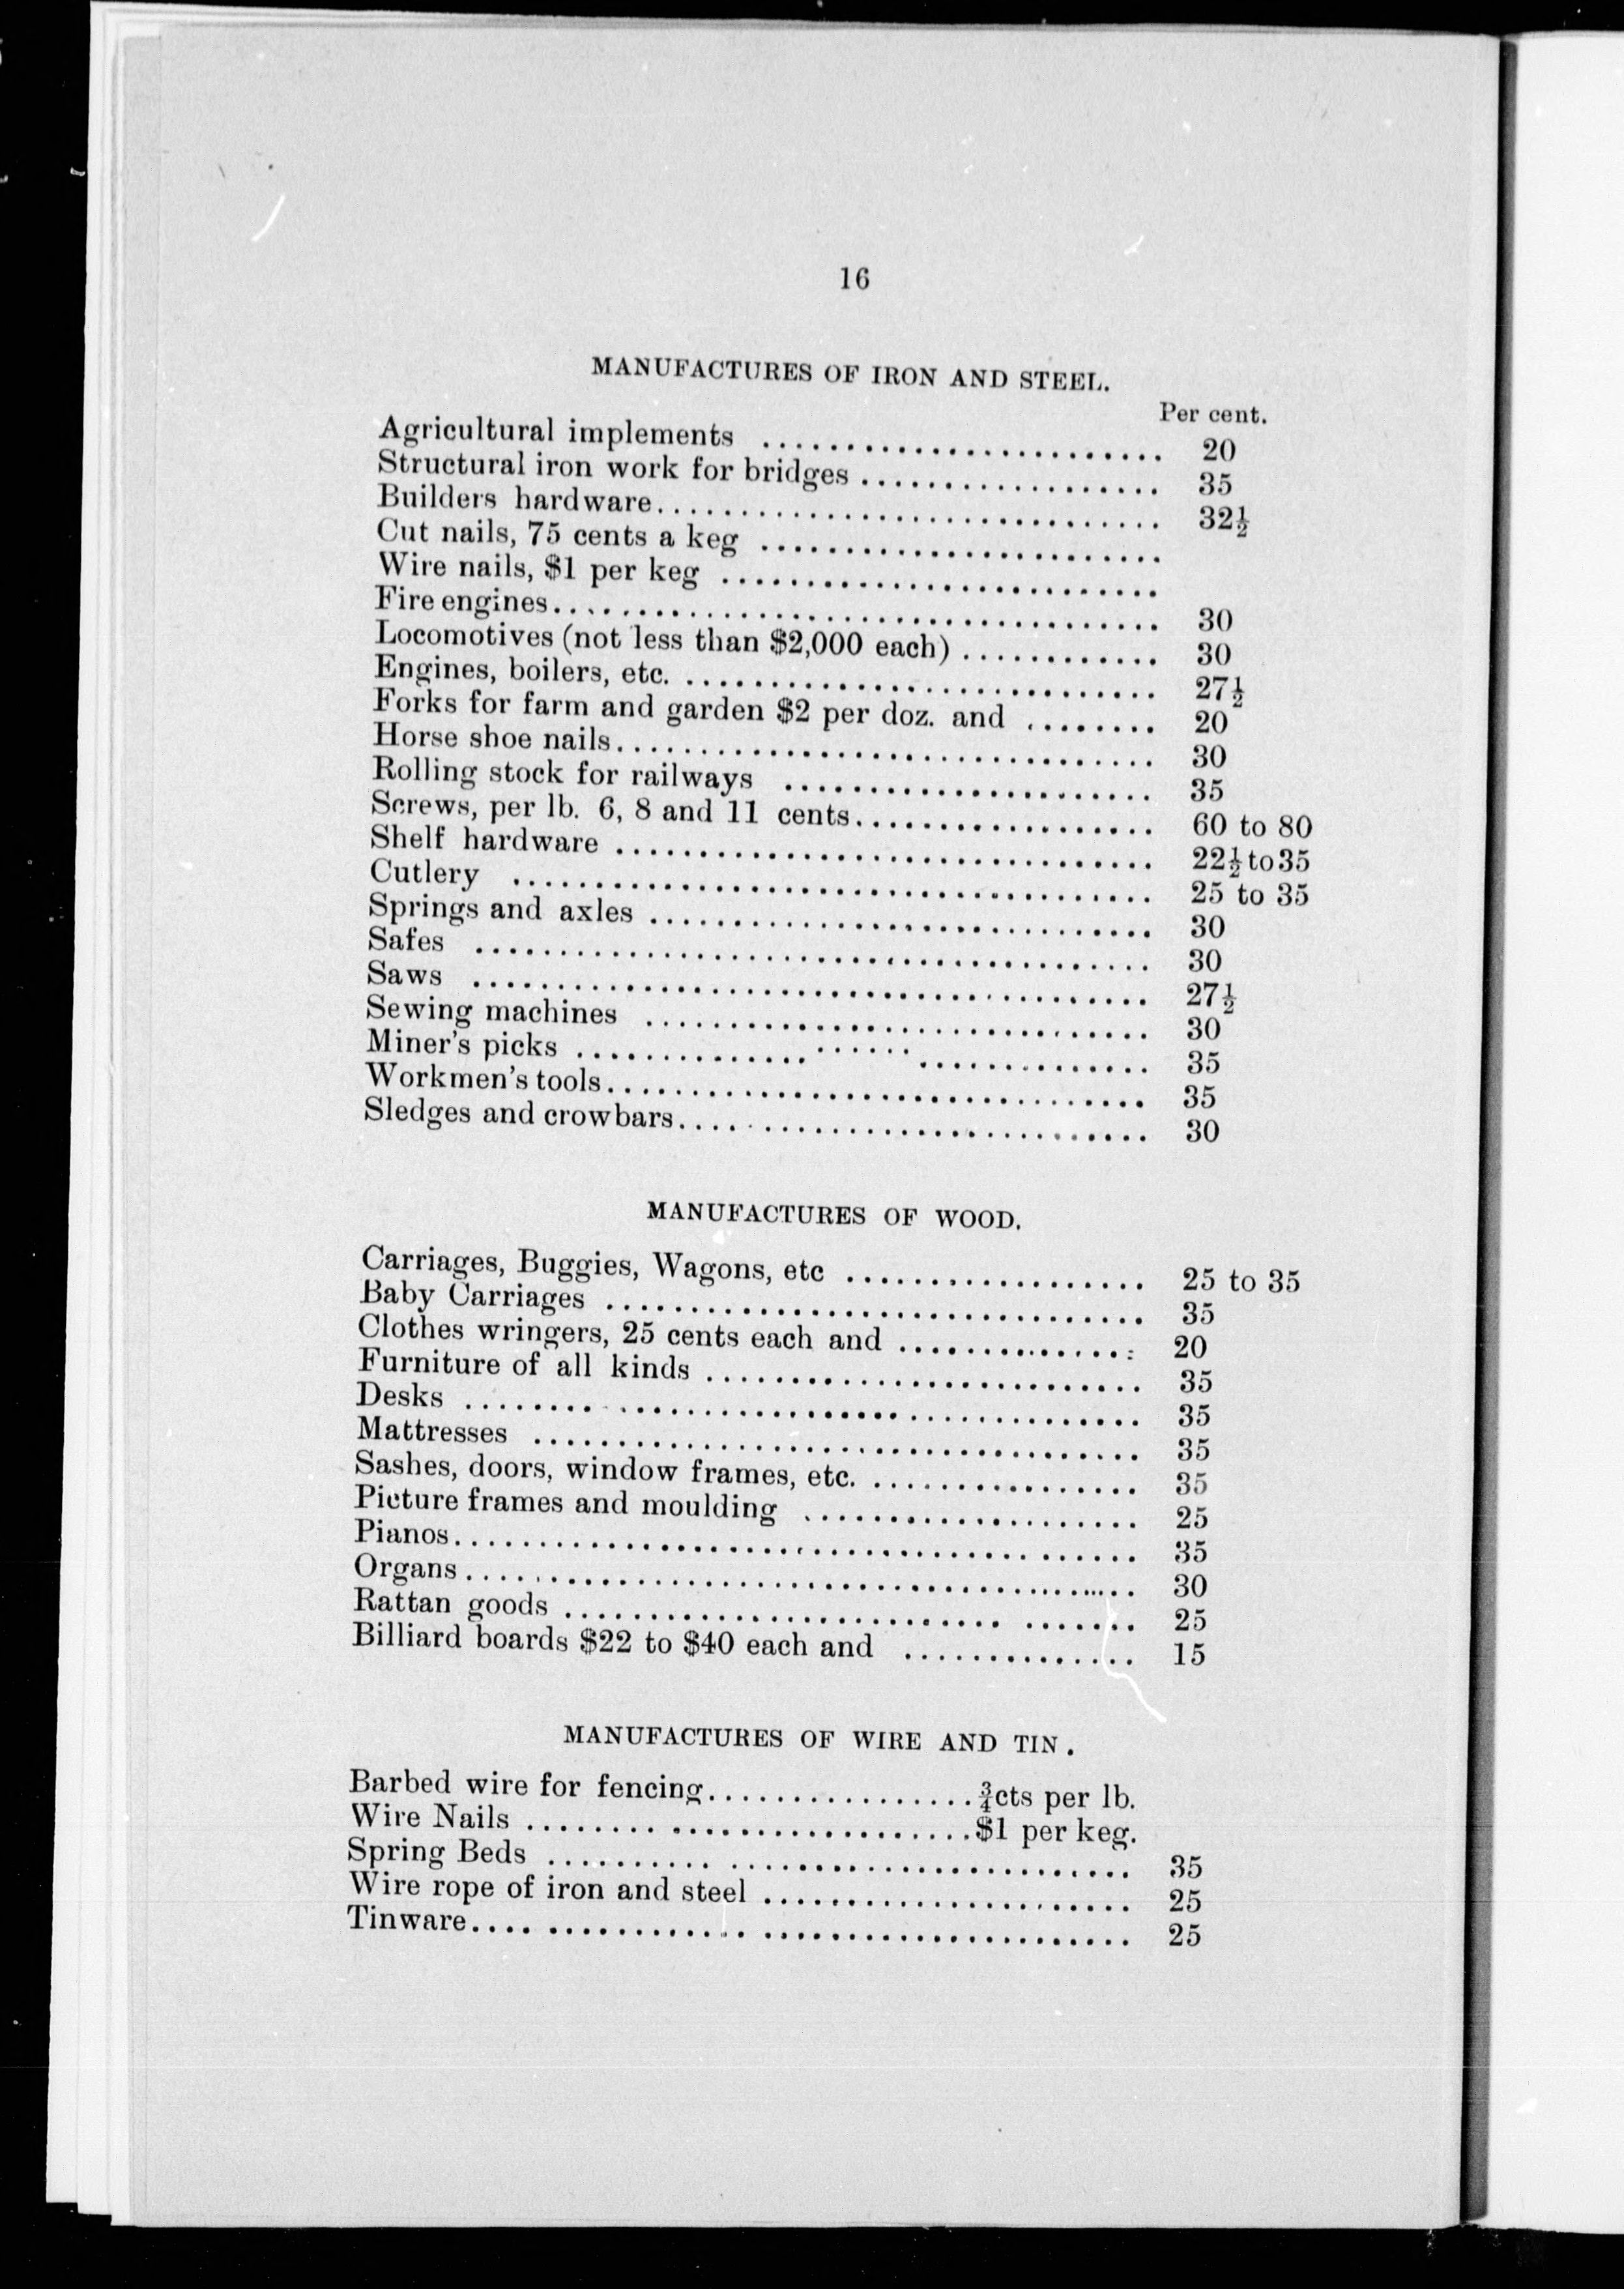 16
MANUFACTURES OF IRON AND STEEL.
Per cent.
Agricultural implements ........................ 20
Structural iron work for bridges .................. 35
Builders hardware............................... 32½
Cut nails, 75 cents a keg ........................
Wire nails, $1 per keg ..........................
Fire engines.................................... 30
Locomotives (not less than $2,000 each) ............ 30
Engines, boilers, etc. ............................. 27½
Forks for farm and garden $2 per doz. and ........ 20
Horse shoe nails................................ 30
Rolling stock for railways ...................... 35
Screws, per lb. 6, 8 and 11 cents.................. 60 to 80
Shelf hardware ................................ 22½ to 35
Cutlery ...................................... 25 to 35
Springs and axles .............................. 30
Safes ........................................ 30
Saws ........................................ 27½
Sewing machines .............................. 30
Miner's picks .................................. 35
Workmen's tools................................ 35
Sledges and crowbars............................ 30
MANUFACTURES OF WOOD.
Carriages, Buggies, Wagons, etc .................. 25 to 35
Baby Carriages ................................ 35
Clothes wringers, 25 cents each and .............. 20
Furniture of all kinds .......................... 35
Desks ........................................ 35
Mattresses .................................... 35
Sashes, doors, window frames, etc. ................ 35
Picture frames and moulding .................... 25
Pianos........................................ 35
Organs........................................ 30
Rattan goods .................................. 25
Billiard boards $22 to $40 each and .............. 15
MANUFACTURES OF WIRE AND TIN.
Barbed wire for fencing................¾cts per lb.
Wire Nails ...........................$1 per keg.
Spring Beds .................................. 35
Wire rope of iron and steel ...................... 25
Tinware....................................... 25